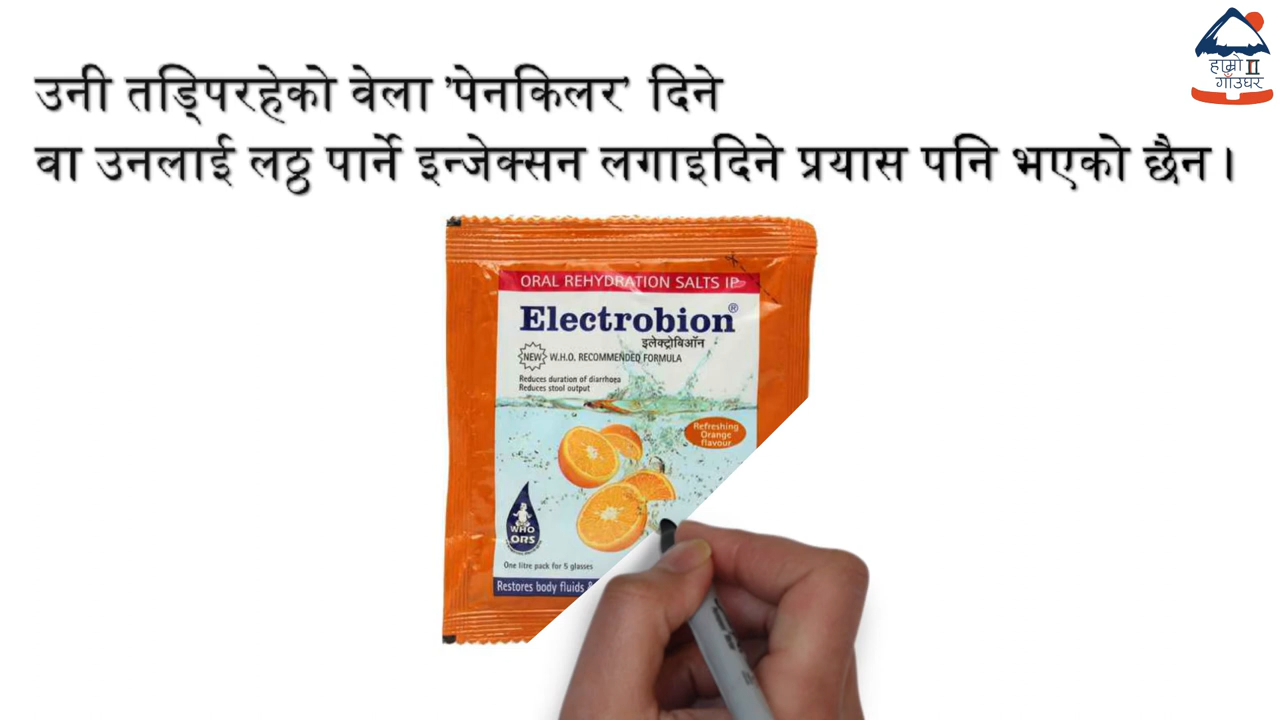 उनी तड्पिरहेको वेला 'पेनकिलर' दिने
वा उनलाई लठ्ठ पार्ने इन्जेक्सन लगाइदिने प्रयास पनि भएको छैन।
हाम्रो
गाँउघर
ORAL REHYDRATION SALTS IP
Electrobion®
इलेक्ट्रोबिऑन
NEW W.H.O. RECOMMENDED FORMULA
Reduces duration of diarrhoea
Reduces stool output
Refreshing
Orange
flavour
WHO
ORS
One litre pack for 5 glasses
Restores body fluids &